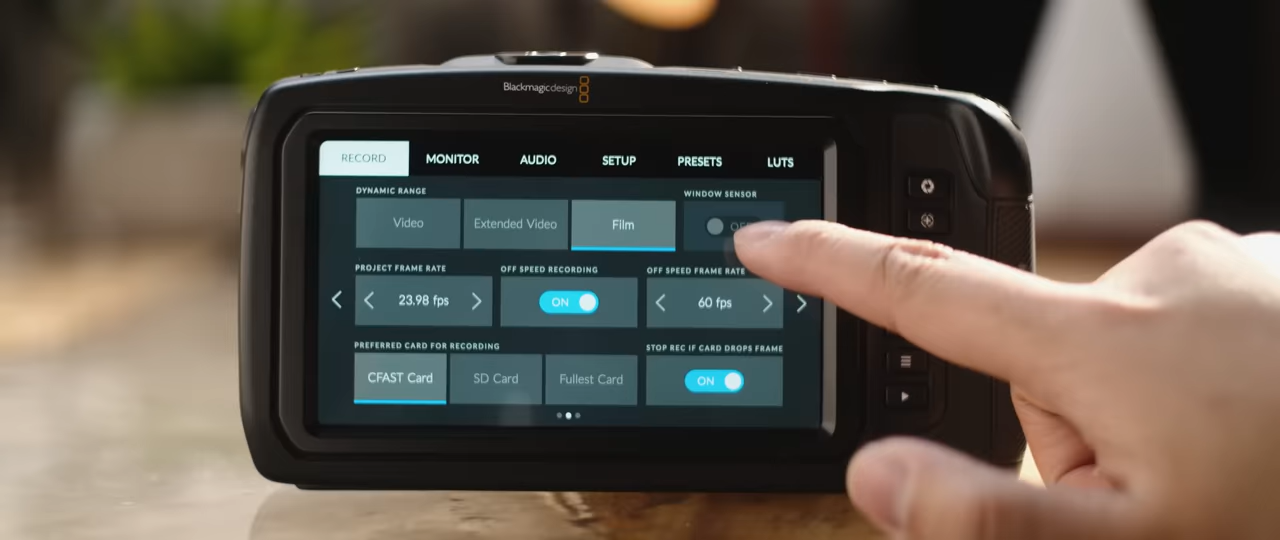 Blackmagicdesign
RECORD MONITOR AUDIO SETUP PRESETS LUTS
DYNAMIC RANGE WINDOW SENSOR
Video Extended Video Film
PROJECT FRAME RATE OFF SPEED RECORDING OFF SPEED FRAME RATE
23.98 fps ON 60 fps
PREFERRED CARD FOR RECORDING STOP REC IF CARD DROPS FRAME
CFAST Card SD Card Fullest Card ON